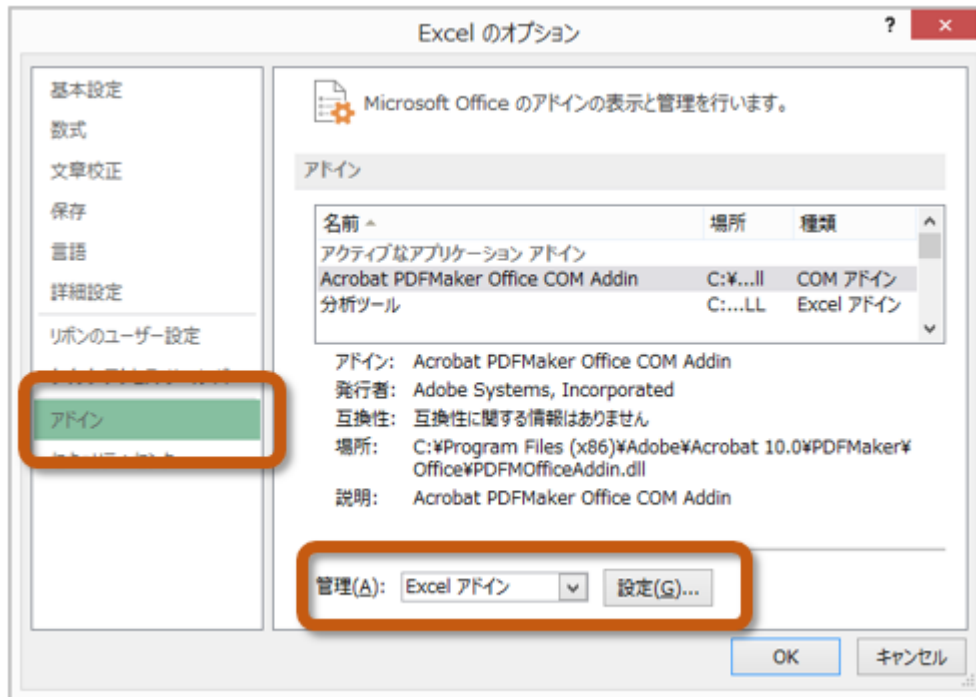 Excel のオプション
?
基本設定
数式
文章校正
保存
言語
詳細設定
リボンのユーザー設定
アドイン
Microsoft Office のアドインの表示と管理を行います。
アドイン
名前 場所 種類
アクティブなアプリケーション アドイン
Acrobat PDFMaker Office COM Addin C:¥...ll COM アドイン
分析ツール C:...LL Excel アドイン
アドイン: Acrobat PDFMaker Office COM Addin
発行者: Adobe Systems, Incorporated
互換性: 互換性に関する情報はありません
場所: C:¥Program Files (x86)¥Adobe¥Acrobat 10.0¥PDFMaker¥
Office¥PDFMOfficeAddin.dll
説明: Acrobat PDFMaker Office COM Addin
管理(A): Excel アドイン 設定(G)...
OK キャンセル